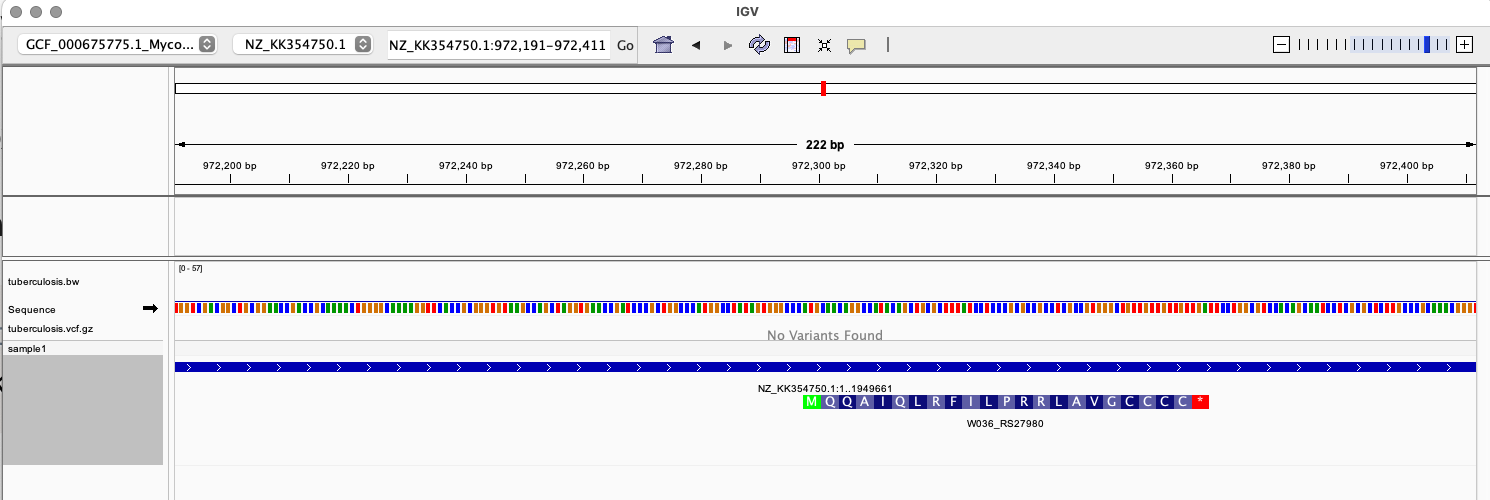 IGV
GCF_000675775.1_Myco... NZ_KK354750.1 NZ_KK354750.1:972,191-972,411 Go
222 bp
972,200 bp 972,220 bp 972,240 bp 972,260 bp 972,280 bp 972,300 bp 972,320 bp 972,340 bp 972,360 bp 972,380 bp 972,400 bp
[0 - 57]
tuberculosis.bw
Sequence
tuberculosis.vcf.gz
No Variants Found
sample1
NZ_KK354750.1:1..1949661
M Q Q A I Q L R F I L P R R L A V G C C C C *
W036_RS27980